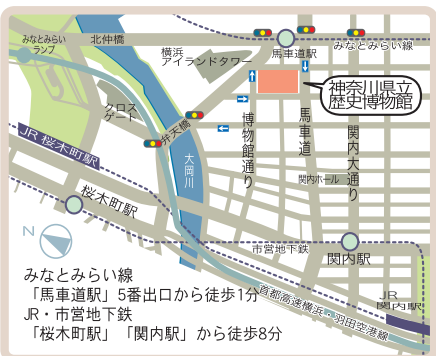 みなとみらい
ランプ
北仲橋
横浜
アイランドタワー
馬車道駅
みなとみらい線
神奈川県立
歴史博物館
クロス
ゲート
弁天橋
大岡川
博物館通り
馬車道
関内大通り
関内ホール
JR 桜木町駅
桜木町駅
市営地下鉄
関内駅
N
首都高速横浜・羽田空港線
JR
関内駅
みなとみらい線
「馬車道駅」5番出口から徒歩1分
JR・市営地下鉄
「桜木町駅」「関内駅」から徒歩8分